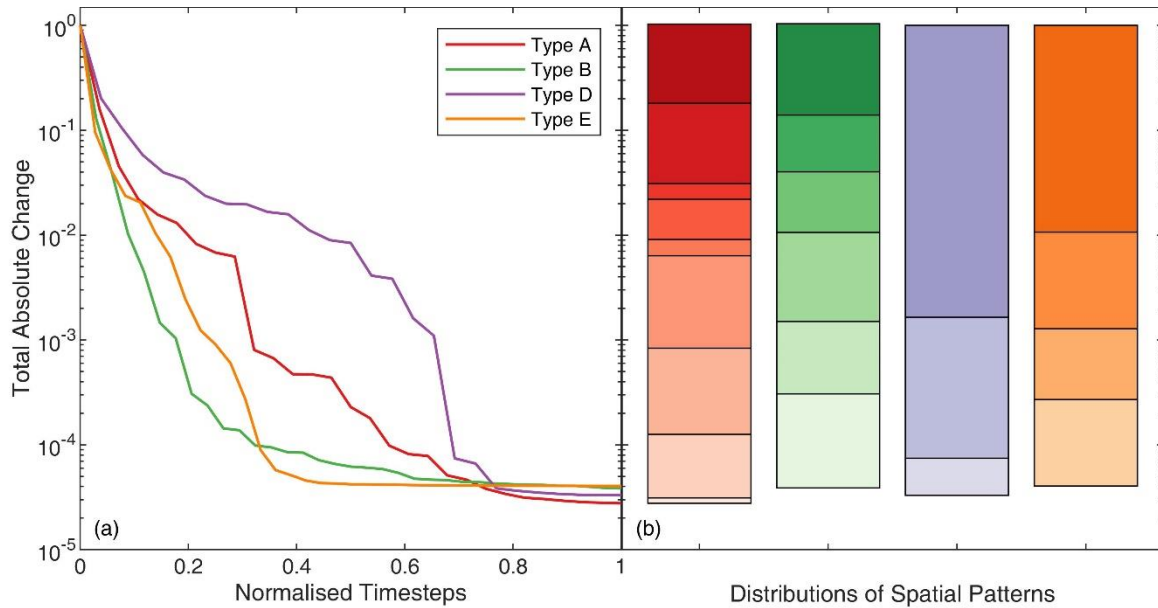 10^0
10^-1
10^-2
10^-3
10^-4
10^-5
Total Absolute Change
Type A
Type B
Type D
Type E
(a)
(b)
0
0.2
0.4
0.6
0.8
1
Normalised Timesteps
Distributions of Spatial Patterns